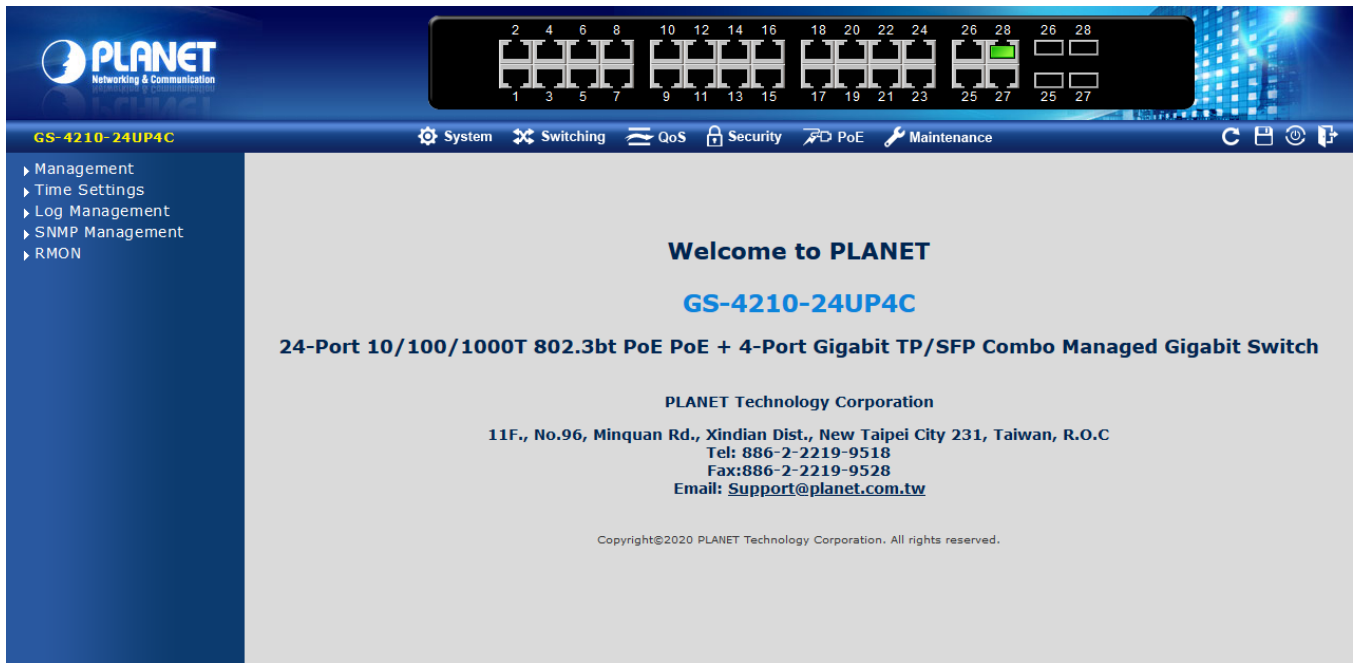 PLANET
Networking & Communication
2 4 6 8 10 12 14 16 18 20 22 24 26 28 26 28
1 3 5 7 9 11 13 15 17 19 21 23 25 27 25 27
GS-4210-24UP4C
System Switching QoS Security PoE Maintenance
Management
Time Settings
Log Management
SNMP Management
RMON
Welcome to PLANET
GS-4210-24UP4C
24-Port 10/100/1000T 802.3bt PoE PoE + 4-Port Gigabit TP/SFP Combo Managed Gigabit Switch
PLANET Technology Corporation
11F., No.96, Minquan Rd., Xindian Dist., New Taipei City 231, Taiwan, R.O.C
Tel: 886-2-2219-9518
Fax:886-2-2219-9528
Email: Support@planet.com.tw
Copyright©2020 PLANET Technology Corporation. All rights reserved.